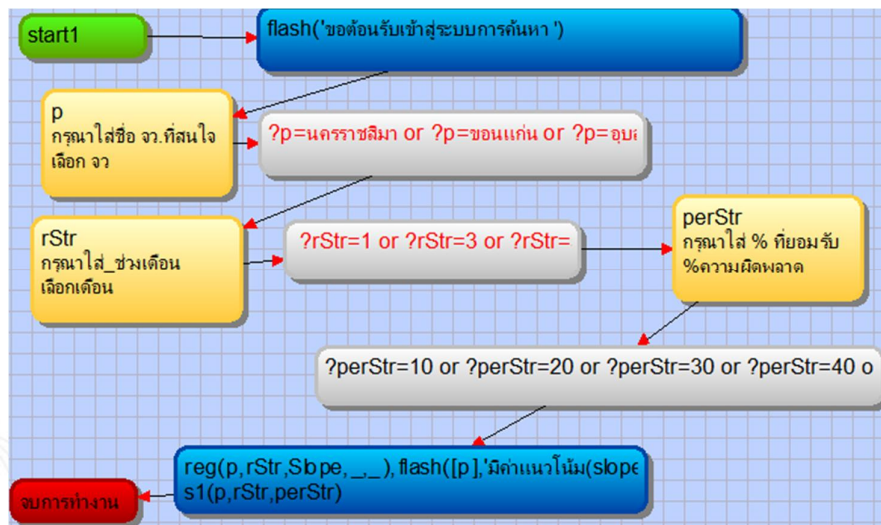 start1
flash('ขอต้อนรับเข้าสู่ระบบการค้นหา ')
p
กรุณาใส่ชื่อ จว.ที่สนใจ
เลือก จว
?p=นครราชสีมา or ?p=ขอนแก่น or ?p=อุบล
rStr
กรุณาใส่_ช่วงเดือน
เลือกเดือน
?rStr=1 or ?rStr=3 or ?rStr=
perStr
กรุณาใส่ % ที่ยอมรับ
%ความผิดพลาด
?perStr=10 or ?perStr=20 or ?perStr=30 or ?perStr=40 o
reg(p,rStr,Slope,_,_),flash([p],'มีค่าแนวโน้ม(slope
s1(p,rStr,perStr)
จบการทำงาน